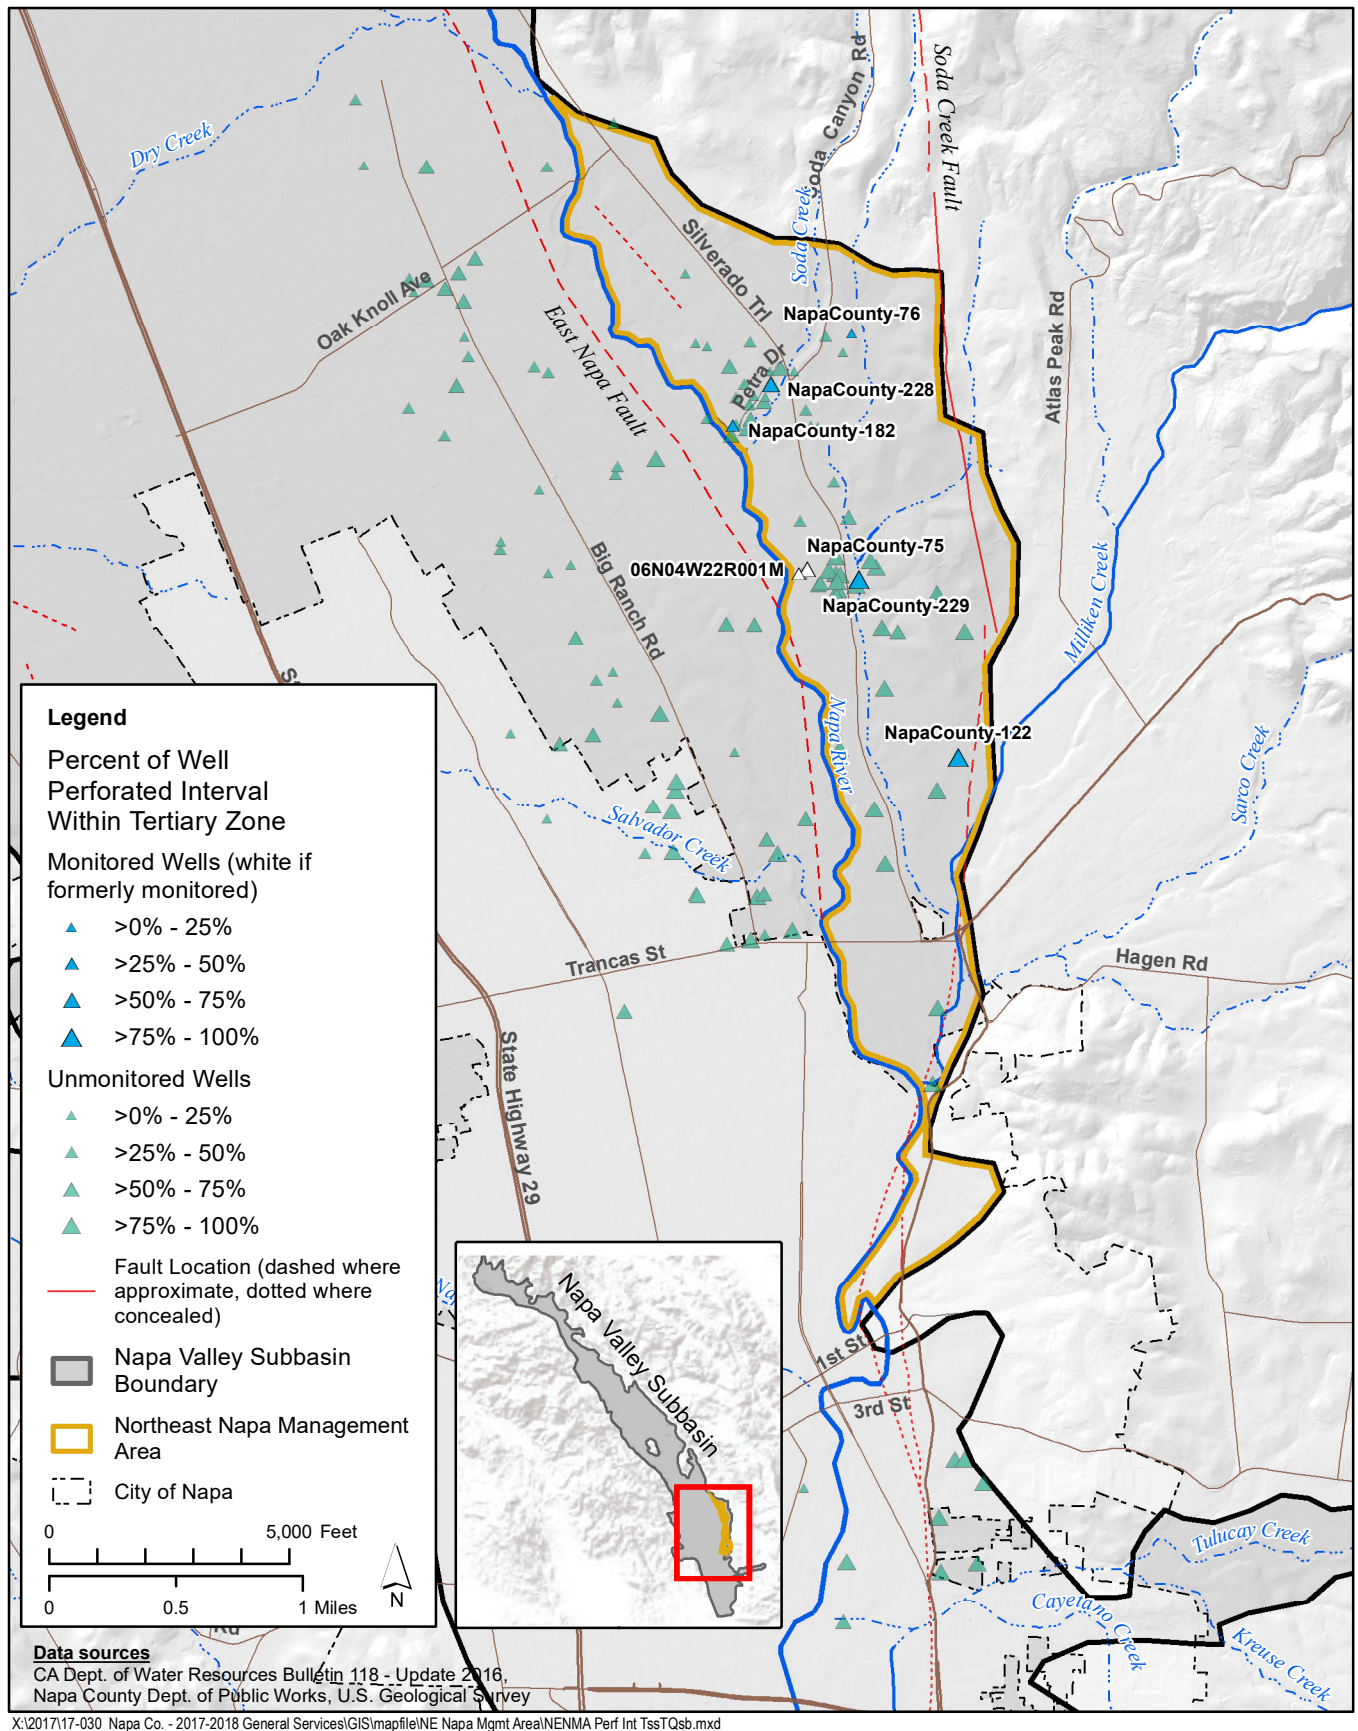 Dry Creek
Soda Canyon Rd
Soda Creek Fault
Soda Creek
Silverado Trl
Oak Knoll Ave
East Napa Fault
NapaCounty-76
Petra Dr
NapaCounty-228
NapaCounty-182
Atlas Peak Rd
NapaCounty-75
06N04W22R001M
NapaCounty-229
Big Ranch Rd
Milliken Creek
Napa River
NapaCounty-122
Sarco Creek
Salvador Creek
Trancas St
Hagen Rd
State Highway 29
1st St
3rd St
Tulucay Creek
Cayetano Creek
Kreuse Creek
Legend
Percent of Well
Perforated Interval
Within Tertiary Zone
Monitored Wells (white if
formerly monitored)
>0% - 25%
>25% - 50%
>50% - 75%
>75% - 100%
Unmonitored Wells
>0% - 25%
>25% - 50%
>50% - 75%
>75% - 100%
Fault Location (dashed where
approximate, dotted where
concealed)
Napa Valley Subbasin
Boundary
Northeast Napa Management
Area
City of Napa
0 5,000 Feet
0 0.5 1 Miles
N
Napa Valley Subbasin
Rd
Data sources
CA Dept. of Water Resources Bulletin 118 - Update 2016,
Napa County Dept. of Public Works, U.S. Geological Survey
X:\2017\17-030 Napa Co. - 2017-2018 General Services\GIS\mapfile\NE Napa Mgmt Area\NENMA Perf Int TssTQsb.mxd